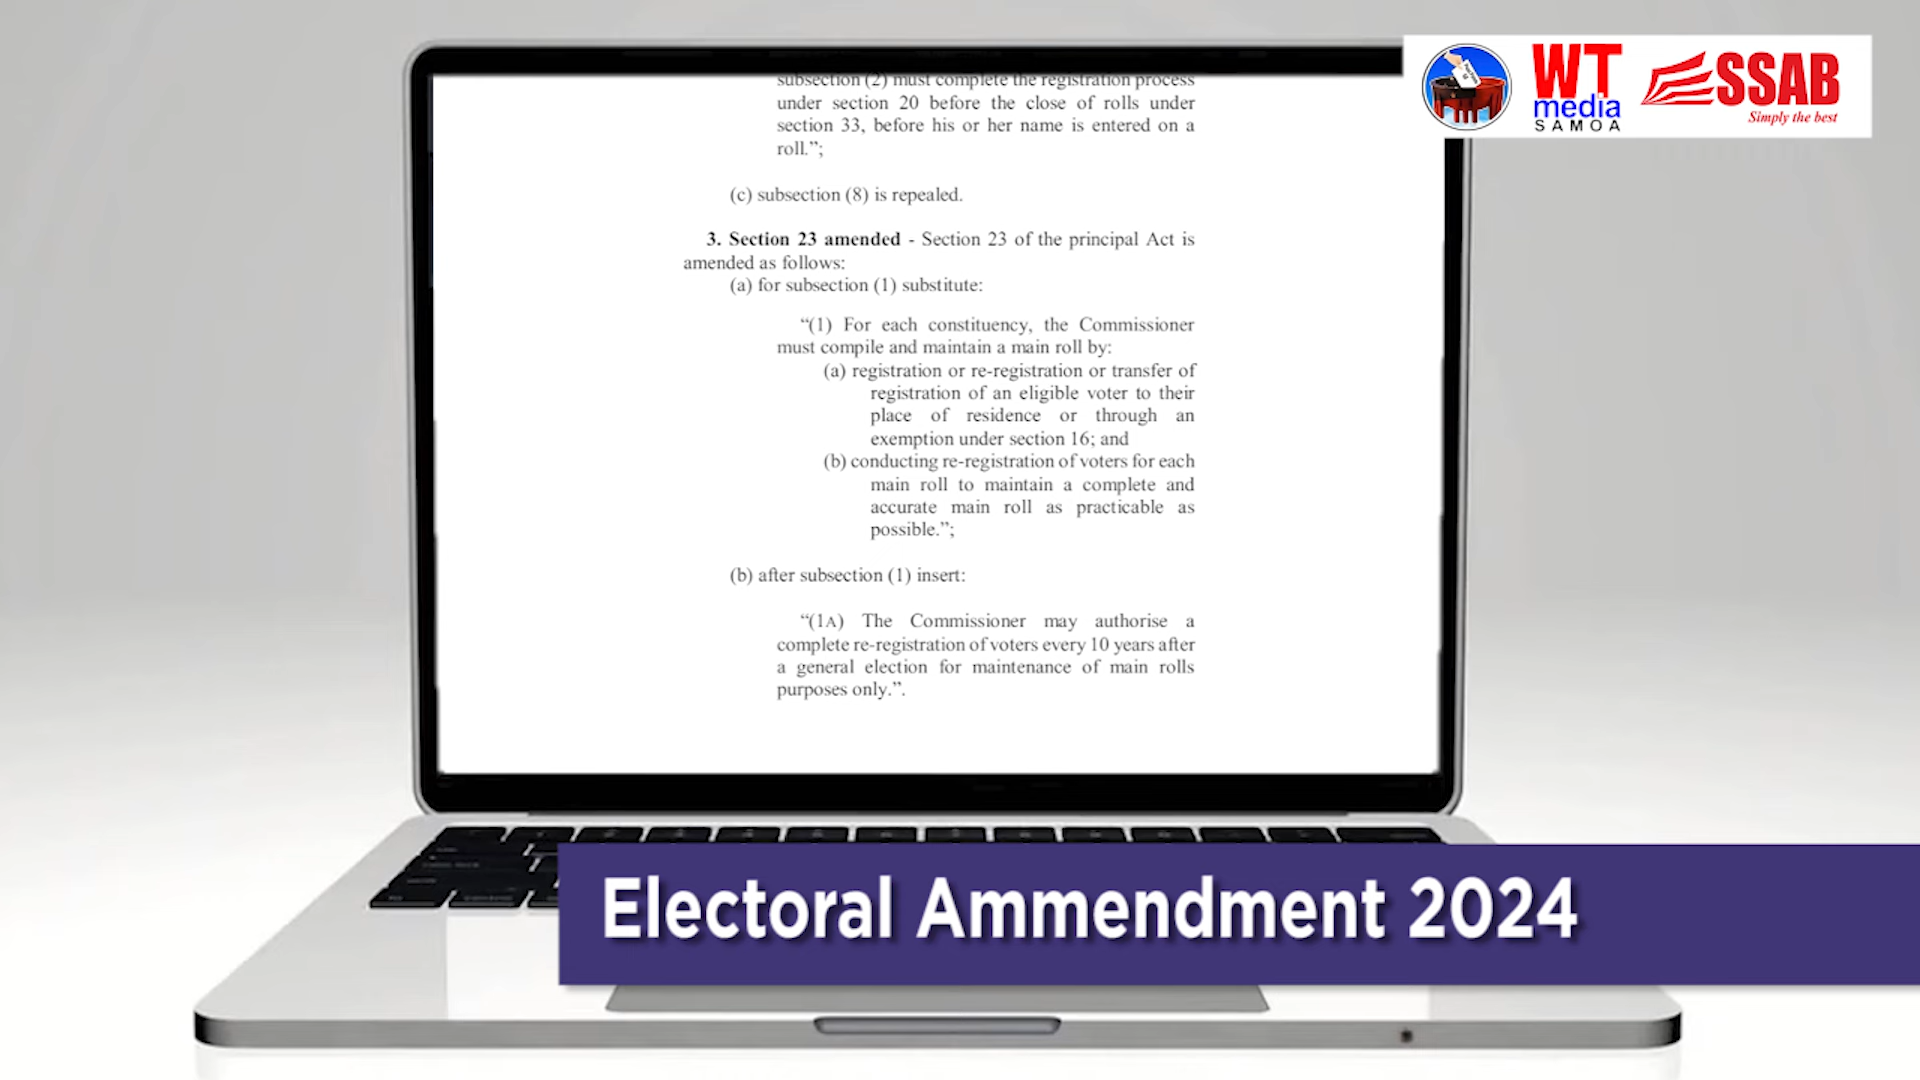 WT
media
SAMOA
SSAB
Simply the best
subsection (2) must complete the registration process
under section 20 before the close of rolls under
section 33, before his or her name is entered on a
roll.”;
(c) subsection (8) is repealed.
3. Section 23 amended - Section 23 of the principal Act is
amended as follows:
(a) for subsection (1) substitute:
“(1) For each constituency, the Commissioner
must compile and maintain a main roll by:
(a) registration or re-registration or transfer of
registration of an eligible voter to their
place of residence or through an
exemption under section 16; and
(b) conducting re-registration of voters for each
main roll to maintain a complete and
accurate main roll as practicable as
possible.”;
(b) after subsection (1) insert:
“(1A) The Commissioner may authorise a
complete re-registration of voters every 10 years after
a general election for maintenance of main rolls
purposes only.”.
Electoral Ammendment 2024